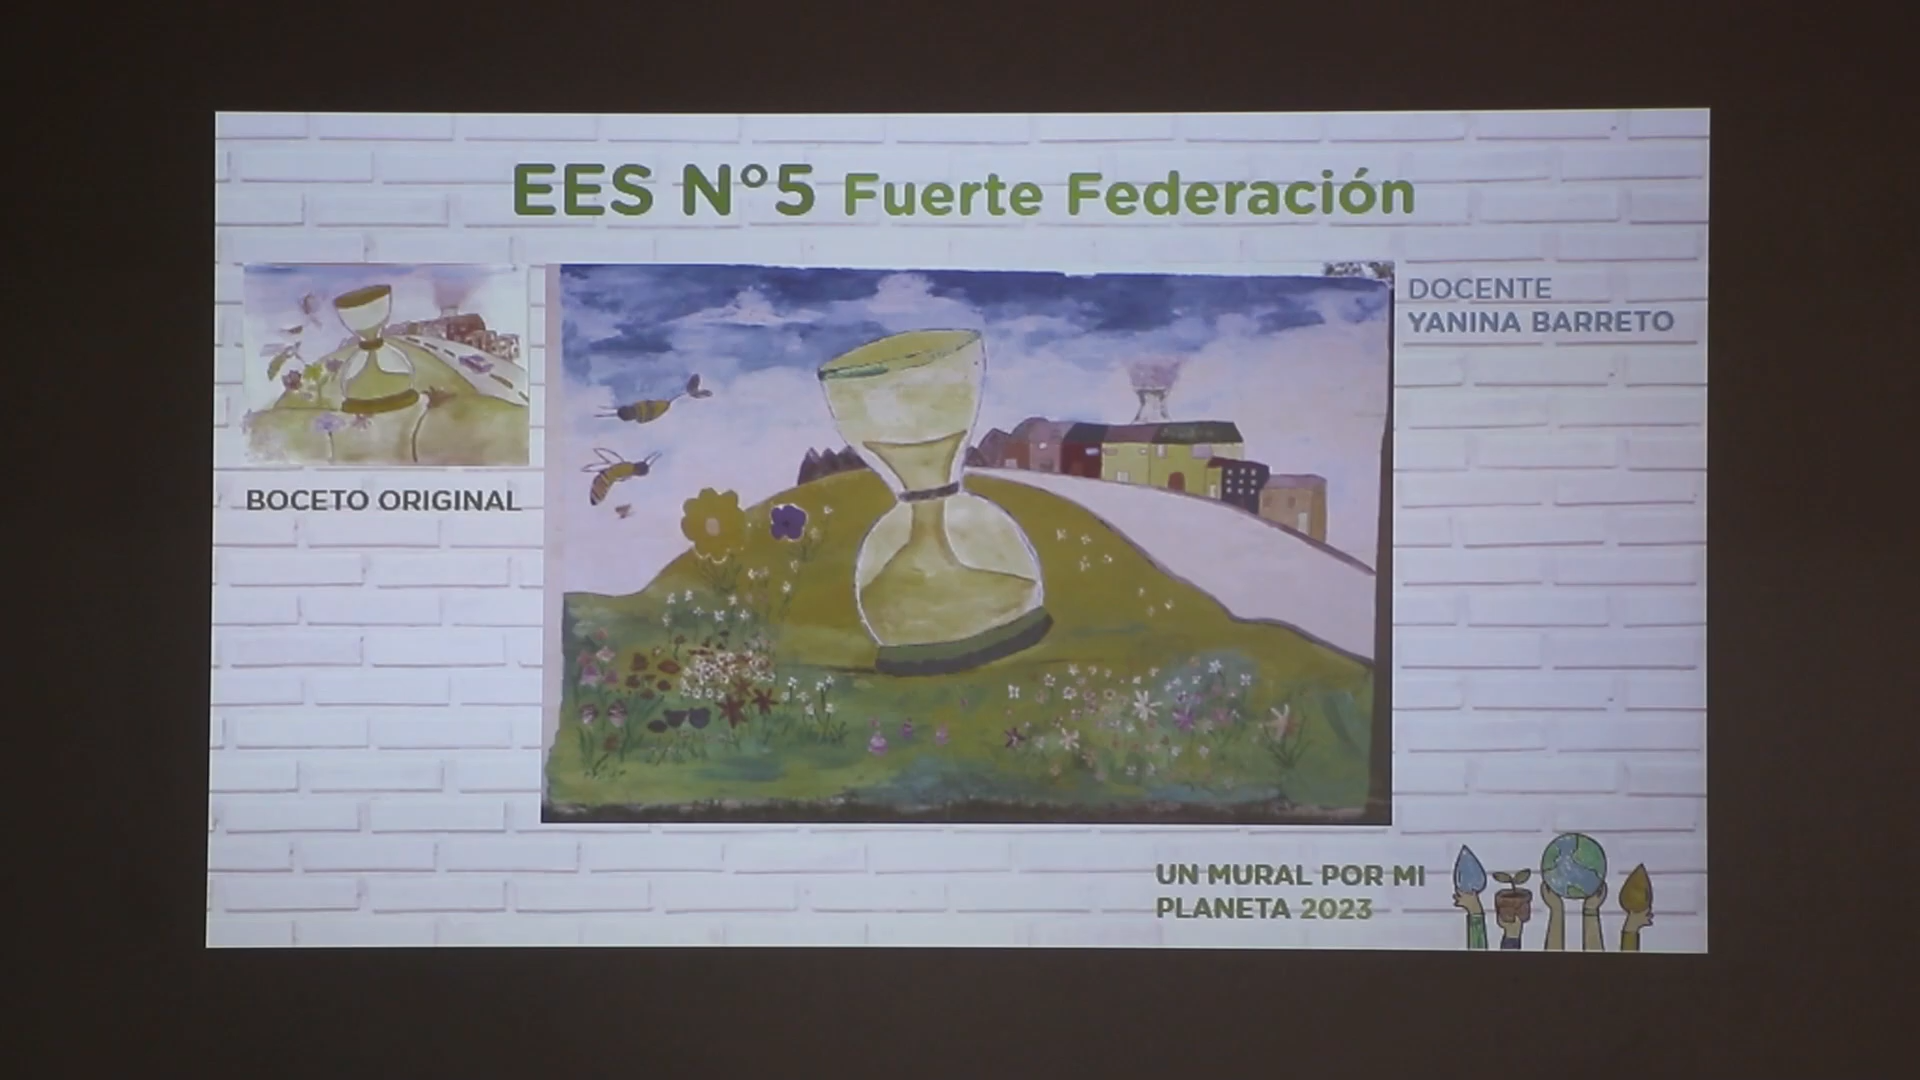 EES N°5 Fuerte Federación
DOCENTE
YANINA BARRETO
BOCETO ORIGINAL
UN MURAL POR MI
PLANETA 2023